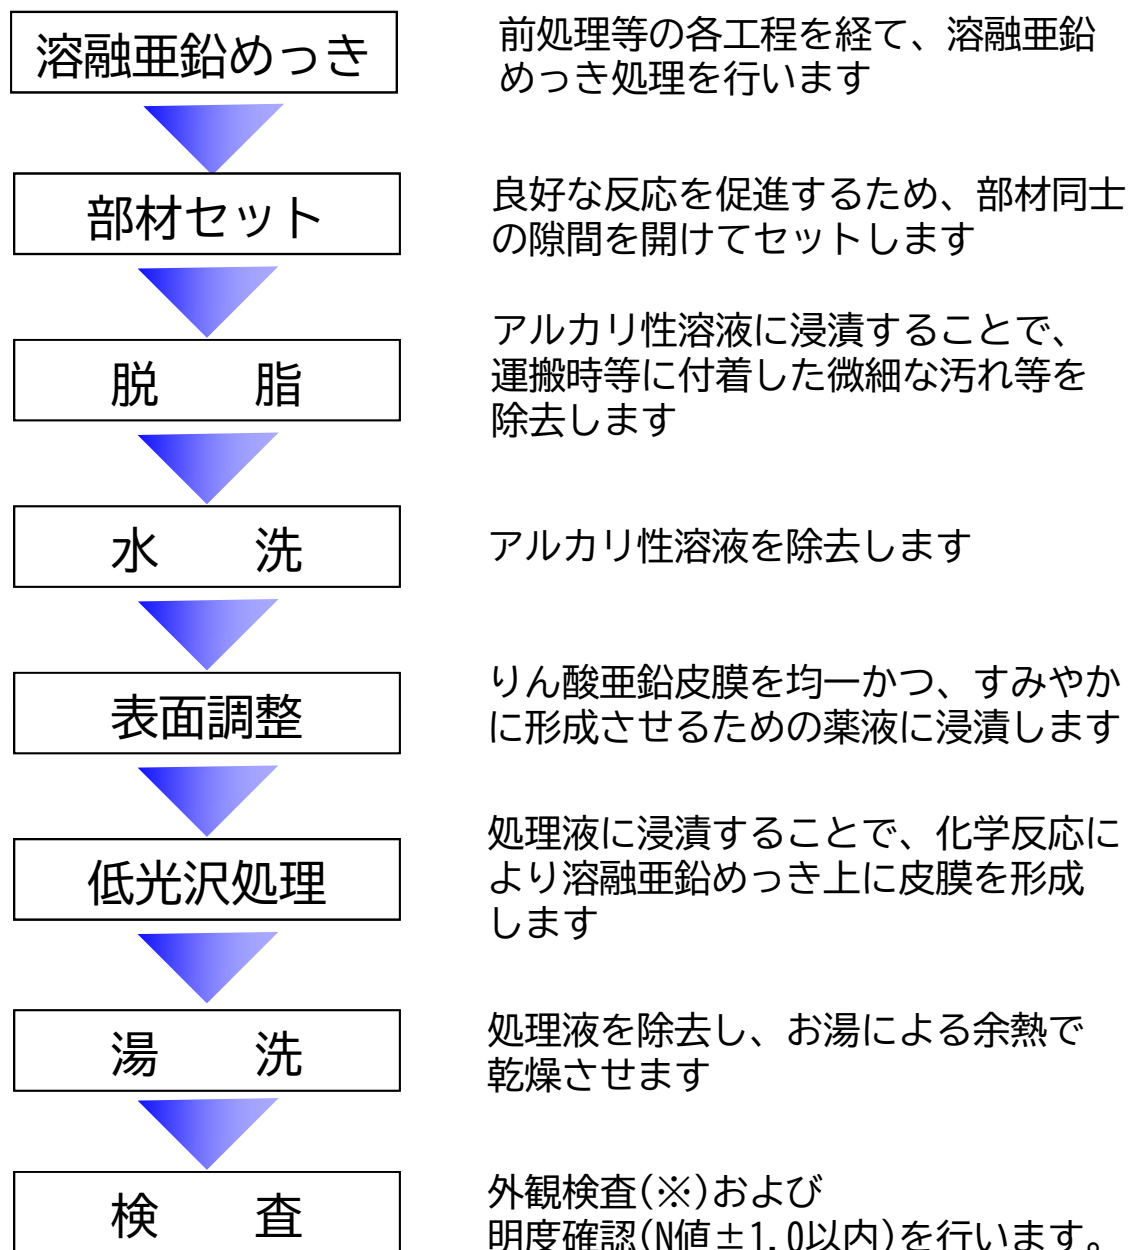 溶融亜鉛めっき
前処理等の各工程を経て、溶融亜鉛
めっき処理を行います
部材セット
良好な反応を促進するため、部材同士
の隙間を開けてセットします
脱　　脂
アルカリ性溶液に浸漬することで、
運搬時等に付着した微細な汚れ等を
除去します
水　　洗
アルカリ性溶液を除去します
表面調整
りん酸亜鉛皮膜を均一かつ、すみやか
に形成させるための薬液に浸漬します
低光沢処理
処理液に浸漬することで、化学反応に
より溶融亜鉛めっき上に皮膜を形成
します
湯　　洗
処理液を除去し、お湯による余熱で
乾燥させます
検　　査
外観検査(※)および
明度確認(N値±1.0以内)を行います。